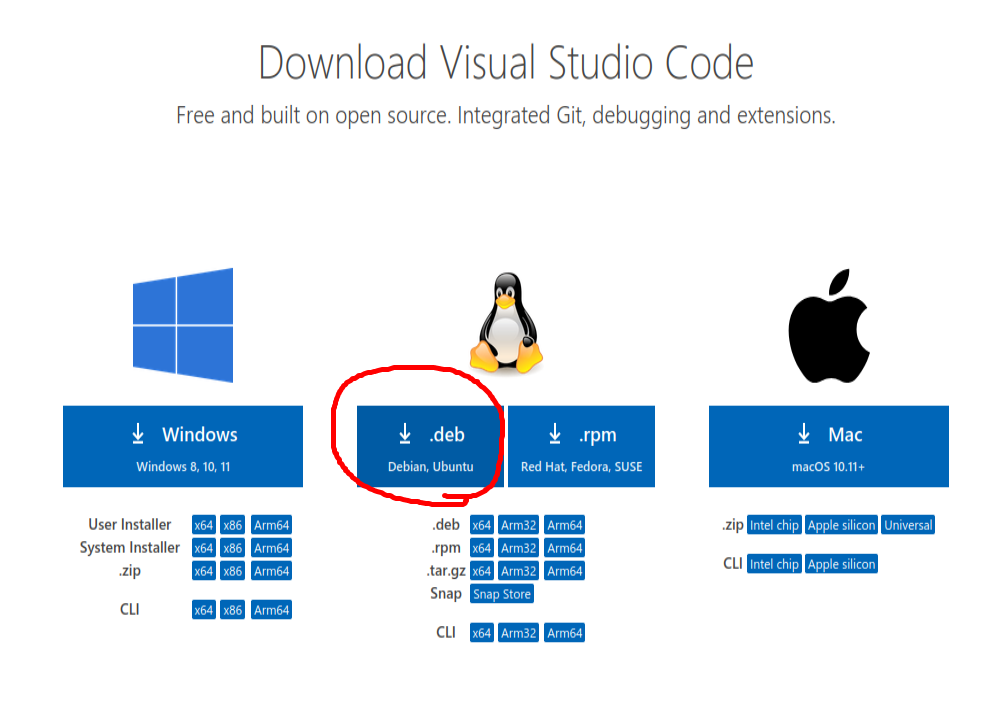 Download Visual Studio Code
Free and built on open source. Integrated Git, debugging and extensions.
Windows
Windows 8, 10, 11
User Installer x64 x86 Arm64
System Installer x64 x86 Arm64
.zip x64 x86 Arm64
CLI x64 x86 Arm64
.deb
Debian, Ubuntu
.rpm
Red Hat, Fedora, SUSE
.deb x64 Arm32 Arm64
.rpm x64 Arm32 Arm64
.tar.gz x64 Arm32 Arm64
Snap Snap Store
CLI x64 Arm32 Arm64
Mac
macOS 10.11+
.zip Intel chip Apple silicon Universal
CLI Intel chip Apple silicon